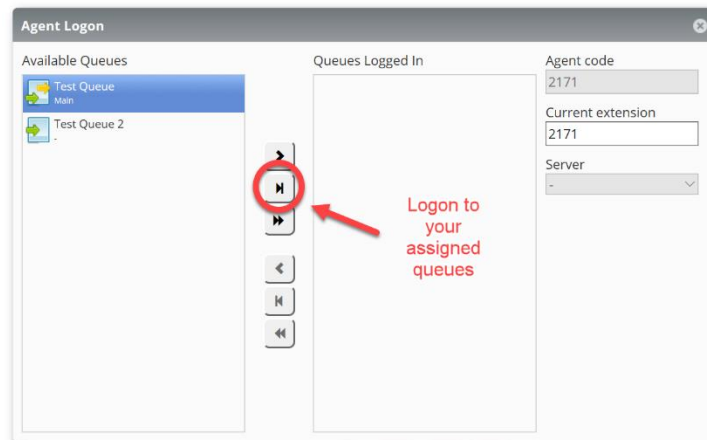 Agent Logon
Available Queues
Queues Logged In
Agent code
Test Queue
Main
2171
Current extension
Test Queue 2
-
2171
Server
-
Logon to
your
assigned
queues